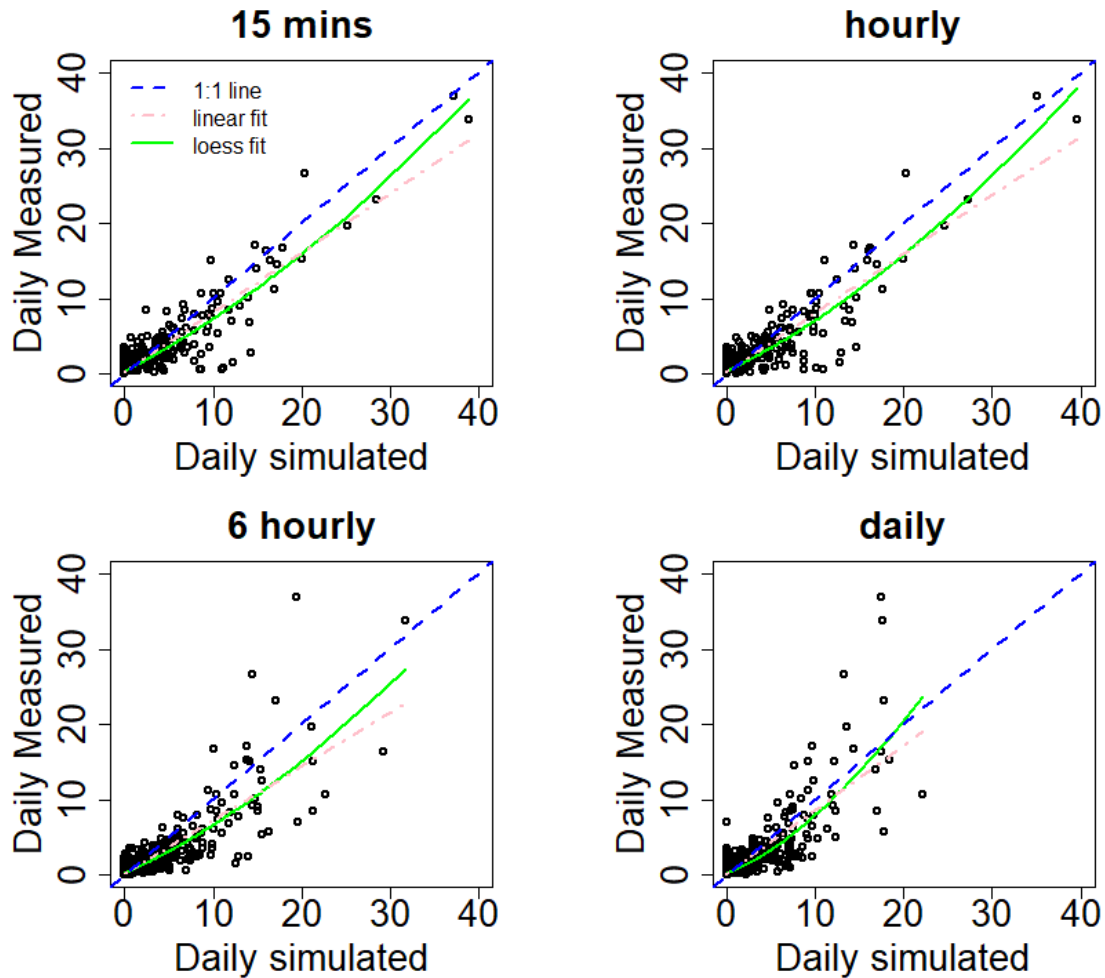 15 mins
Daily Measured
40
30
20
10
0
1:1 line
linear fit
loess fit
0 10 20 30 40
Daily simulated
hourly
Daily Measured
40
30
20
10
0
0 10 20 30 40
Daily simulated
6 hourly
Daily Measured
40
30
20
10
0
0 10 20 30 40
Daily simulated
daily
Daily Measured
40
30
20
10
0
0 10 20 30 40
Daily simulated